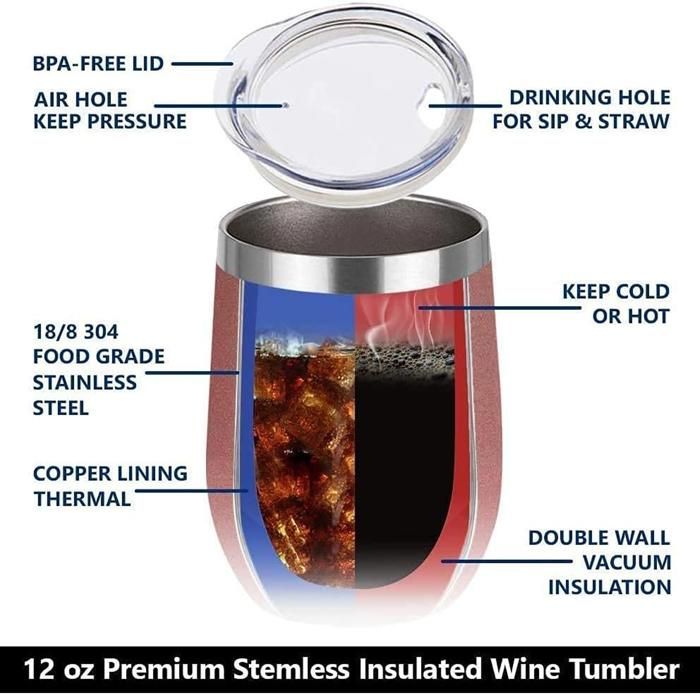 BPA-FREE LID
AIR HOLE
KEEP PRESSURE
DRINKING HOLE
FOR SIP & STRAW
KEEP COLD
OR HOT
18/8 304
FOOD GRADE
STAINLESS
STEEL
COPPER LINING
THERMAL
DOUBLE WALL
VACUUM
INSULATION
12 oz Premium Stemless Insulated Wine Tumbler